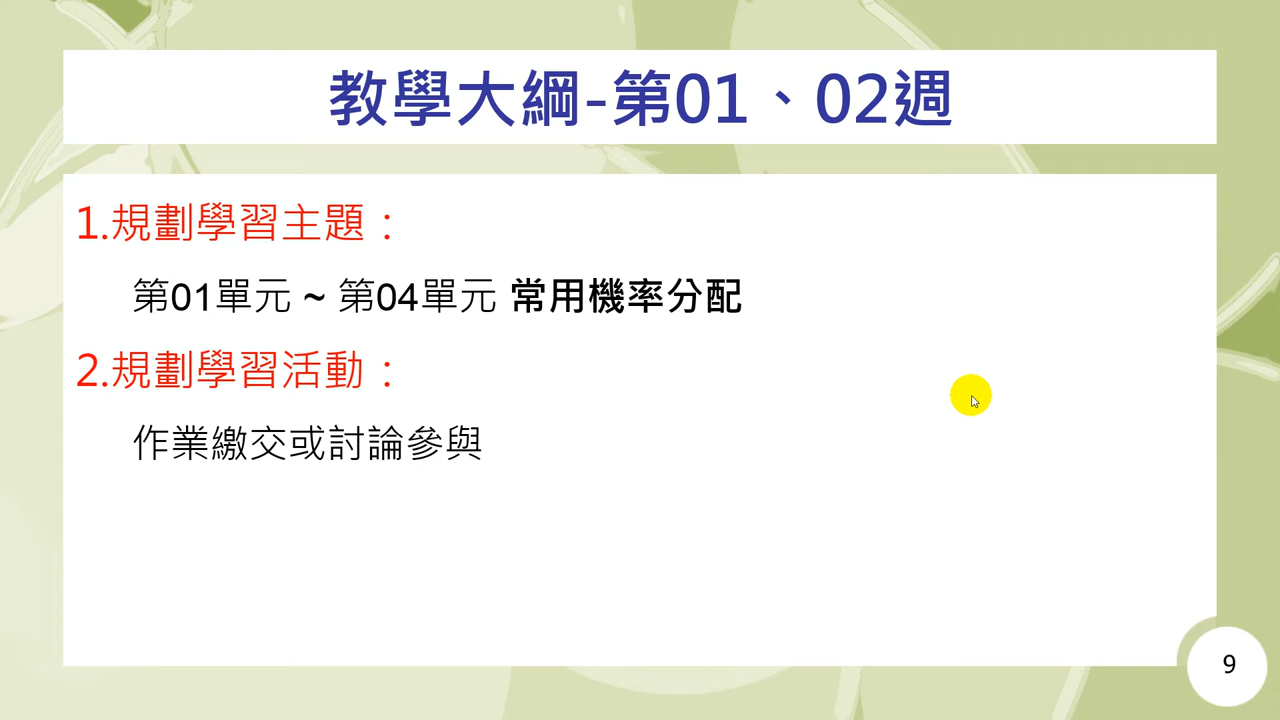 教學大綱-第01、02週
1.規劃學習主題：
第01單元 ~ 第04單元 常用機率分配
2.規劃學習活動：
作業繳交或討論參與
9